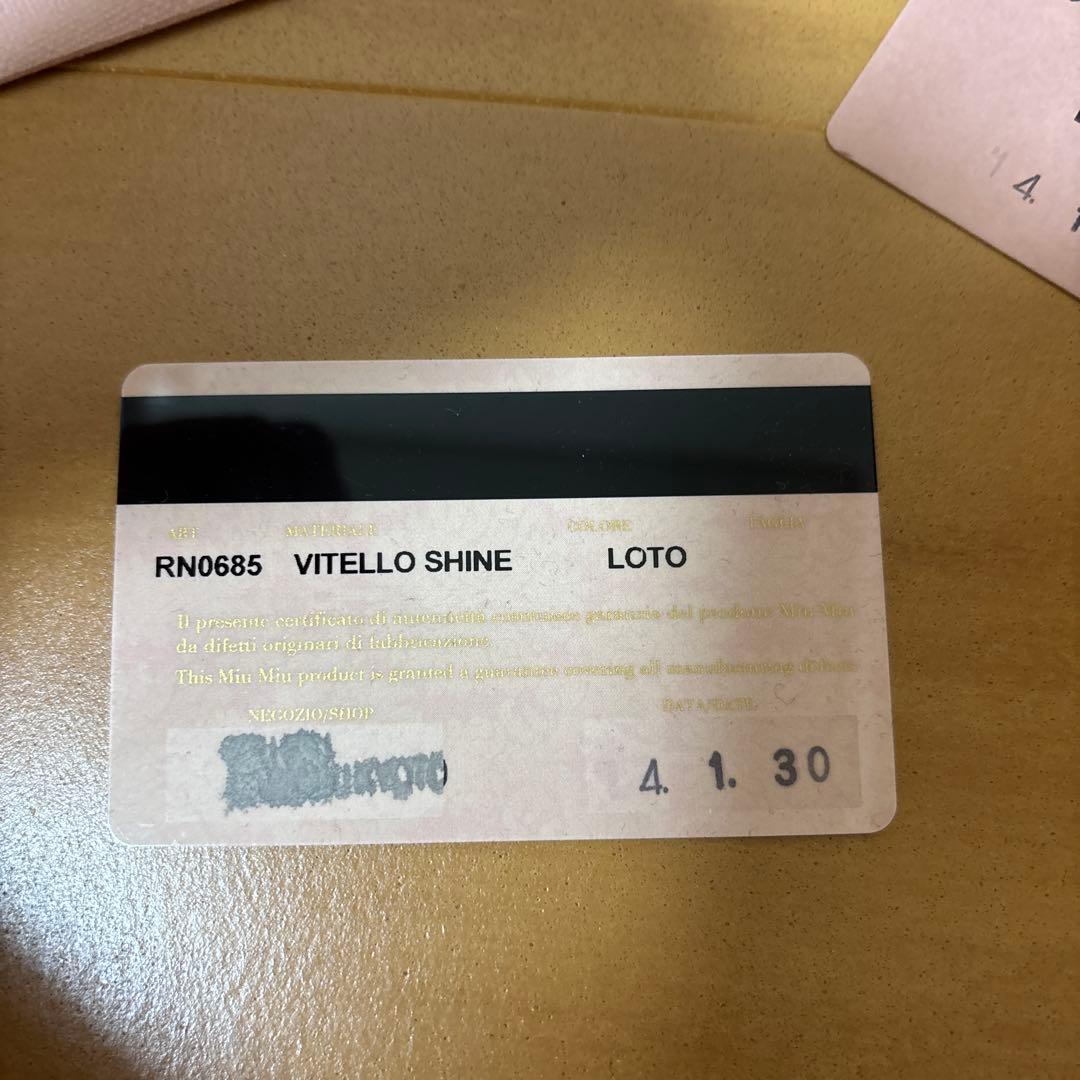 4.
ART MATERIALE COLORE TAGLIA
RN0685 VITELLO SHINE LOTO
Il presente certificato di autenticità costituisce garanzia del prodotto Miu Miu
da difetti originari di fabbricazione
This Miu Miu product is granted a guarantee covering all manufacturing defects
NEGOZIO/SHOP DATA/DATE
4. 1. 30